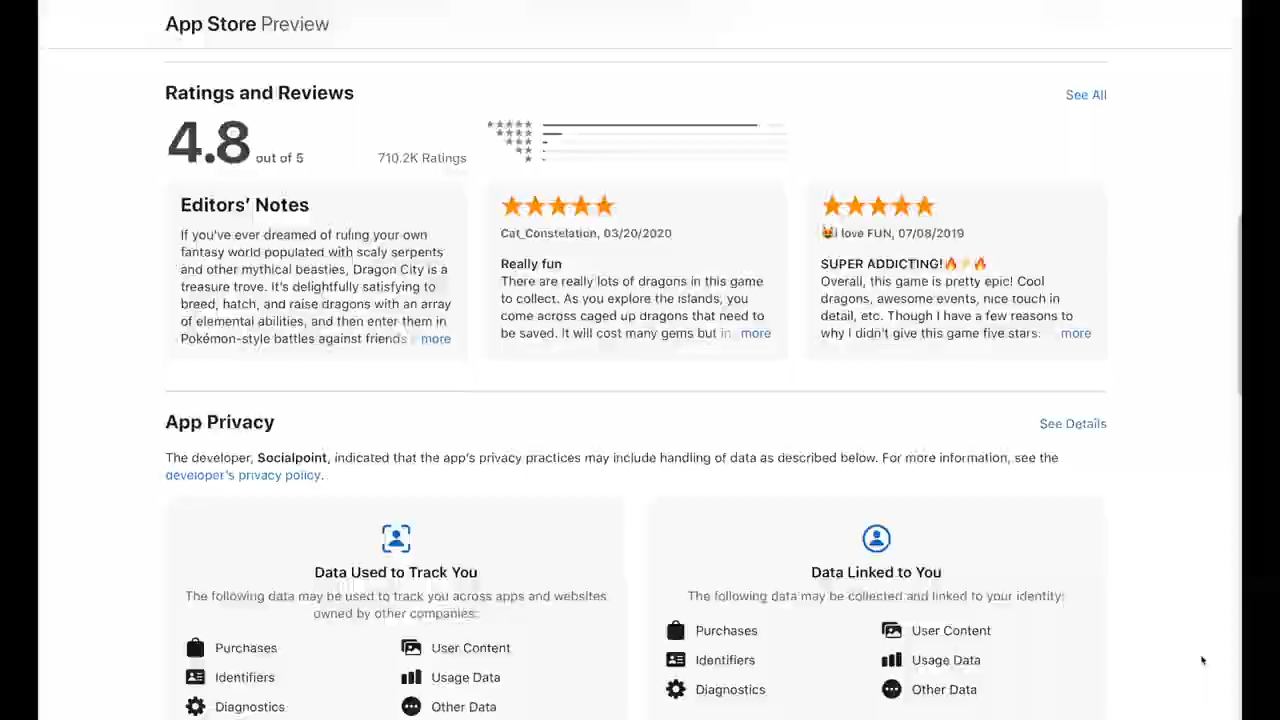 App Store Preview
Ratings and Reviews
See All
4.8 out of 5
710.2K Ratings
Editors' Notes
If you've ever dreamed of ruling your own
fantasy world populated with scaly serpents
and other mythical beasties, Dragon City is a
treasure trove. It's delightfully satisfying to
breed, hatch, and raise dragons with an array
of elemental abilities, and then enter them in
Pokémon-style battles against friends more
Cat_Constelation, 03/20/2020
Really fun
There are really lots of dragons in this game
to collect. As you explore the islands, you
come across caged up dragons that need to
be saved. It will cost many gems but in more
😻I love FUN, 07/08/2019
SUPER ADDICTING!🔥⚡🔥
Overall, this game is pretty epic! Cool
dragons, awesome events, nice touch in
detail, etc. Though I have a few reasons to
why I didn't give this game five stars: more
App Privacy
See Details
The developer, Socialpoint, indicated that the app's privacy practices may include handling of data as described below. For more information, see the
developer's privacy policy.
Data Used to Track You
The following data may be used to track you across apps and websites
owned by other companies:
Purchases
User Content
Identifiers
Usage Data
Diagnostics
Other Data
Data Linked to You
The following data may be collected and linked to your identity:
Purchases
User Content
Identifiers
Usage Data
Diagnostics
Other Data